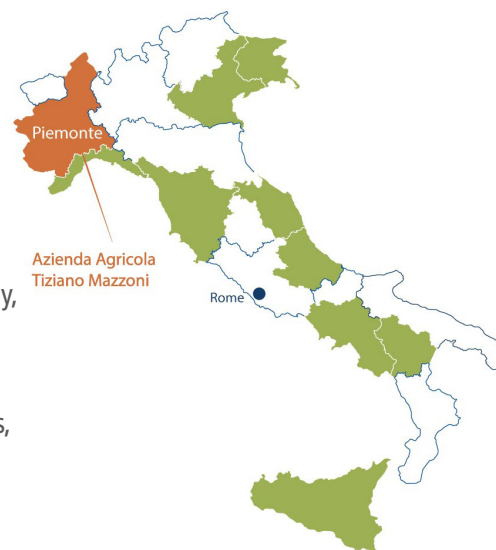 Piemonte
Azienda Agricola
Tiziano Mazzoni
y,
Rome
s,